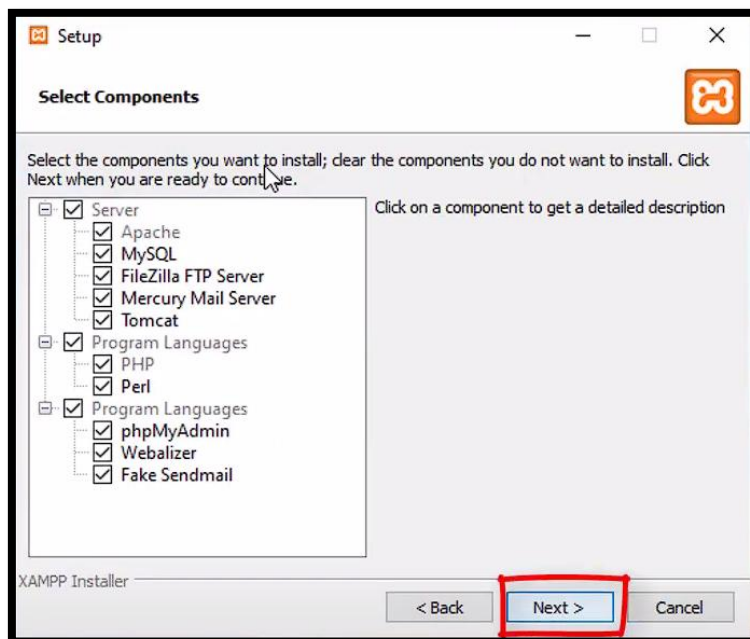 Setup
Select Components
Select the components you want to install; clear the components you do not want to install. Click
Next when you are ready to continue.
Server
Apache
MySQL
FileZilla FTP Server
Mercury Mail Server
Tomcat
Program Languages
PHP
Perl
Program Languages
phpMyAdmin
Webalizer
Fake Sendmail
Click on a component to get a detailed description
XAMPP Installer
< Back
Next >
Cancel